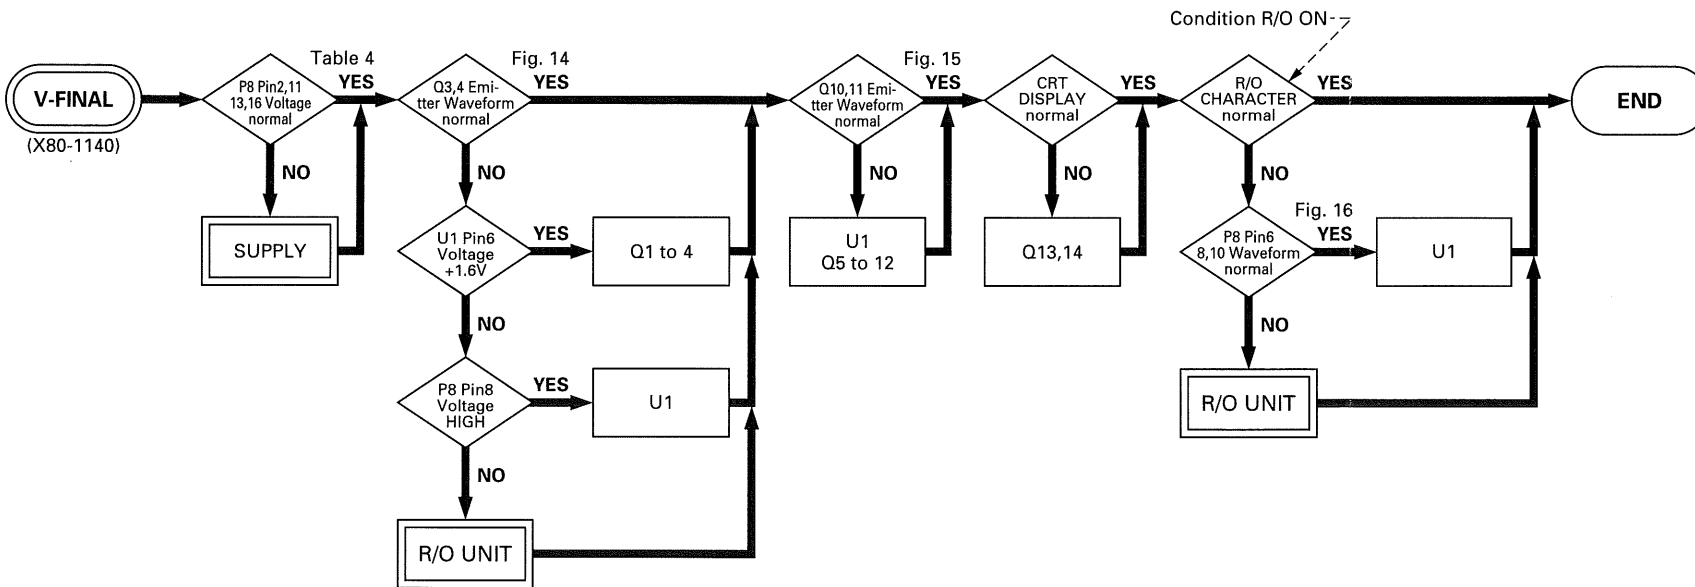 Condition R/O ON
V-FINAL
(X80-1140)
P8 Pin2,11
13,16 Voltage
normal
Table 4
YES
NO
SUPPLY
Q3,4 Emi-
tter Waveform
normal
Fig. 14
YES
NO
U1 Pin6
Voltage
+1.6V
YES
Q1 to 4
NO
P8 Pin8
Voltage
HIGH
YES
U1
NO
R/O UNIT
Q10,11 Emi-
tter Waveform
normal
Fig. 15
YES
NO
U1
Q5 to 12
CRT
DISPLAY
normal
YES
NO
Q13,14
R/O
CHARACTER
normal
YES
NO
P8 Pin6
8,10 Waveform
normal
Fig. 16
YES
U1
NO
R/O UNIT
END